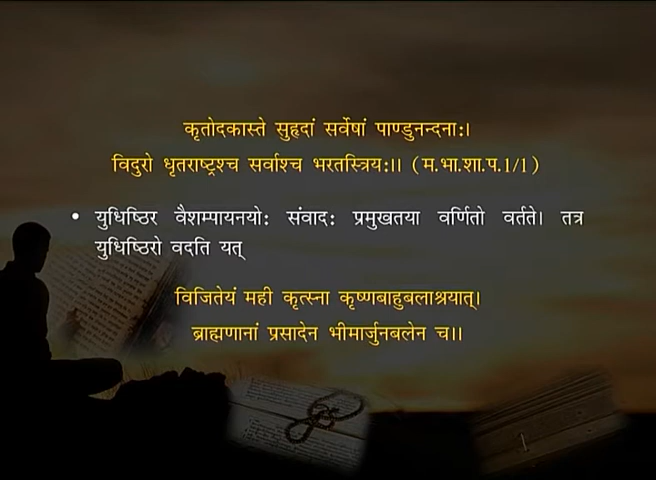 कृतोदकास्ते सुहृदां सर्वेषां पाण्डुनन्दनाः।
विदुरो धृतराष्ट्रश्च सर्वाश्च भरतस्त्रियः।। (म.भा.शा.प.1/1)
• युधिष्ठिर वैशम्पायनयोः संवादः प्रमुखतया वर्णितो वर्तते। तत्र
युधिष्ठिरो वदति यत्
विजितेयं मही कृत्स्ना कृष्णबाहुबलाश्रयात्।
ब्राह्मणानां प्रसादेन भीमार्जुनबलेन च।।